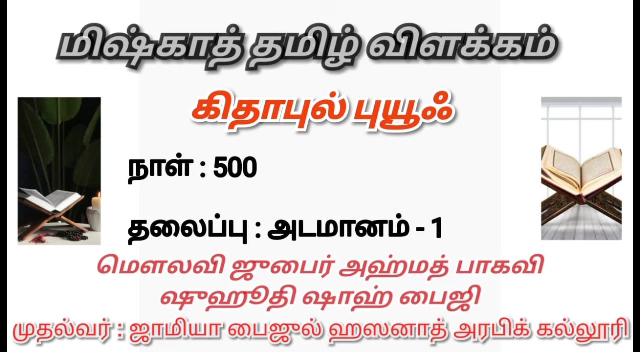 மிஷ்காத் தமிழ் விளக்கம்
கிதாபுல் புயூஃ
நாள் : 500
தலைப்பு : அடமானம் - 1
மௌலவி ஜுபைர் அஹ்மத் பாகவி
ஷுஹூதி ஷாஹ் பைஜி
முதல்வர் : ஜாமியா பைஜுல் ஹஸனாத் அரபிக் கல்லூரி